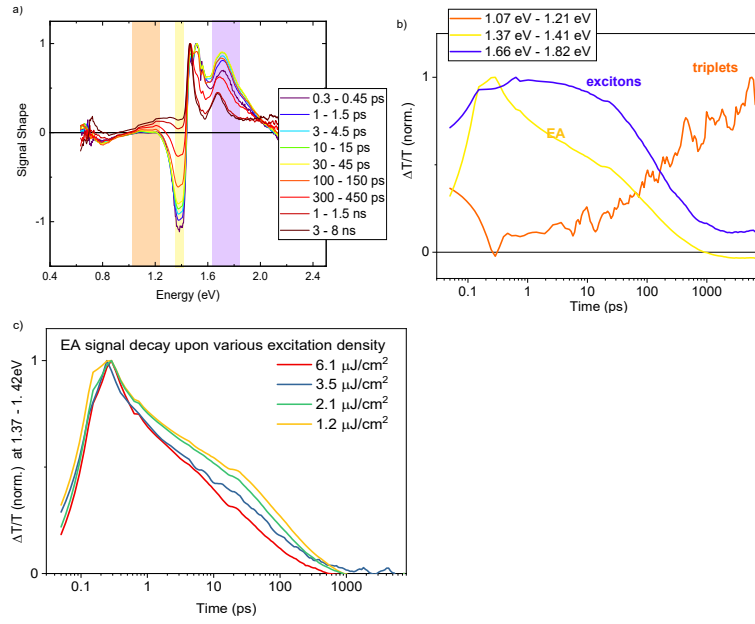 a)
Signal Shape
1
0
-1
0.4
0.8
1.2
1.6
2.0
2.4
Energy (eV)
0.3 - 0.45 ps
1 - 1.5 ps
3 - 4.5 ps
10 - 15 ps
30 - 45 ps
100 - 150 ps
300 - 450 ps
1 - 1.5 ns
3 - 8 ns
b)
1.07 eV - 1.21 eV
1.37 eV - 1.41 eV
1.66 eV - 1.82 eV
triplets
excitons
EA
ΔT/T (norm.)
1
0
0.1
1
10
100
1000
Time (ps)
c)
EA signal decay upon various excitation density
6.1 μJ/cm²
3.5 μJ/cm²
2.1 μJ/cm²
1.2 μJ/cm²
ΔT/T (norm.) at 1.37 - 1. 42eV
1
0
0.1
1
10
100
1000
Time (ps)